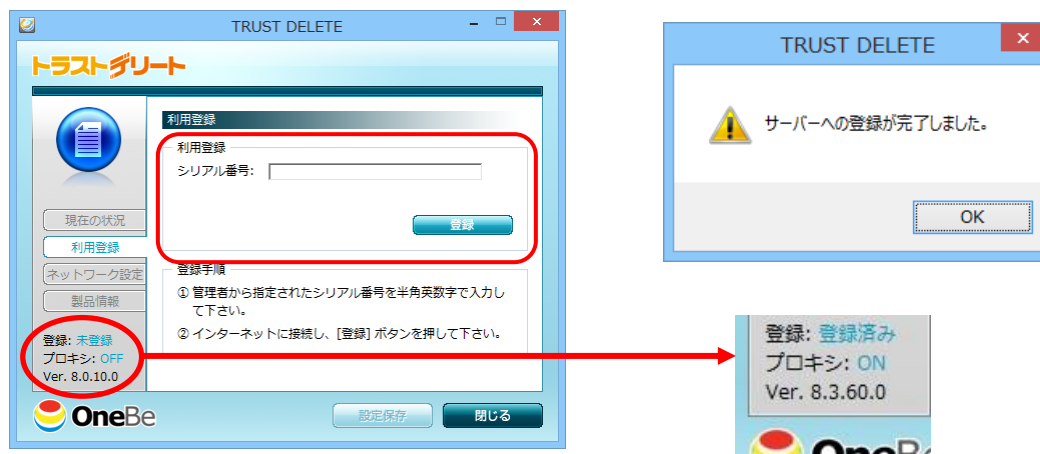 TRUST DELETE
トラストデリート
利用登録
利用登録
シリアル番号:
登録
現在の状況
利用登録
ネットワーク設定
製品情報
登録手順
① 管理者から指定されたシリアル番号を半角英数字で入力し
て下さい。
② インターネットに接続し、[登録] ボタンを押して下さい。
登録: 未登録
プロキシ: OFF
Ver. 8.0.10.0
OneBe
設定保存
閉じる
TRUST DELETE
サーバーへの登録が完了しました。
OK
登録: 登録済み
プロキシ: ON
Ver. 8.3.60.0
OneBe